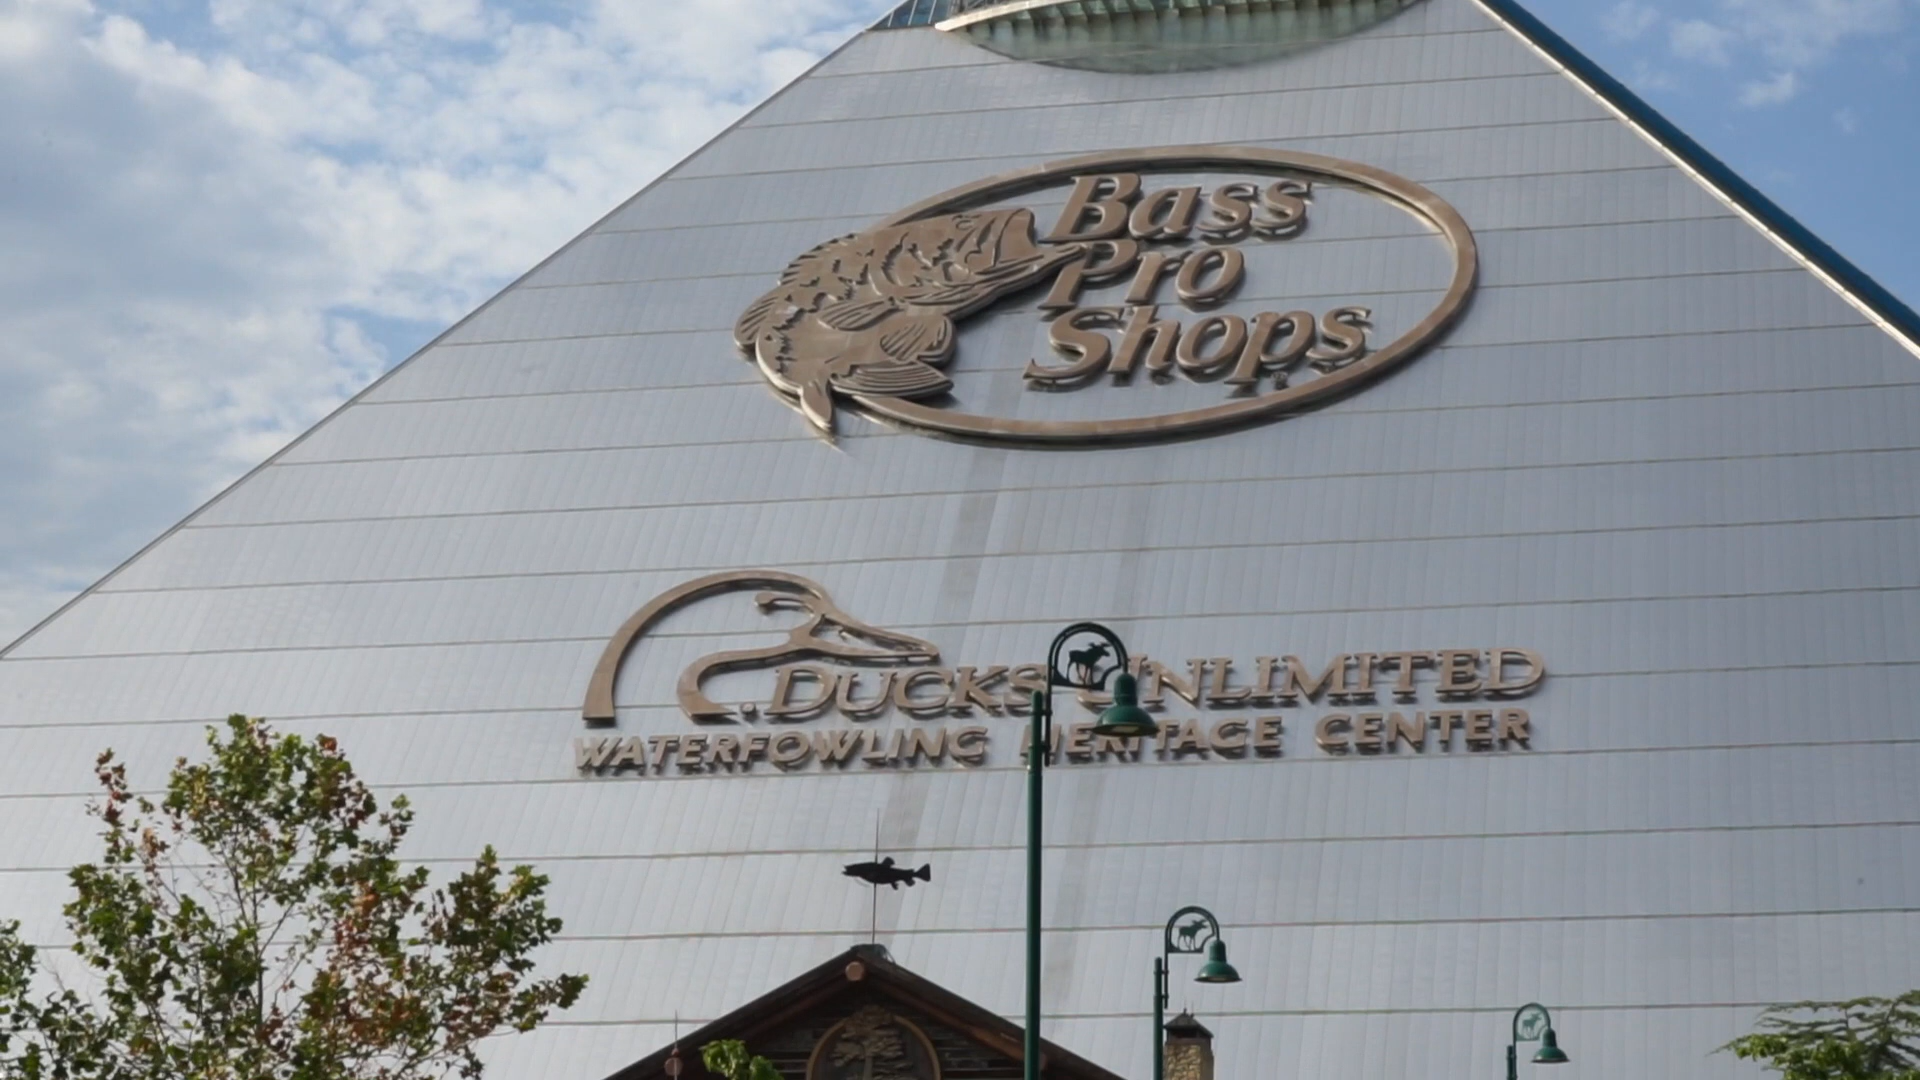 Bass
Pro
Shops
DUCKS UNLIMITED
WATERFOWLING HERITAGE CENTER